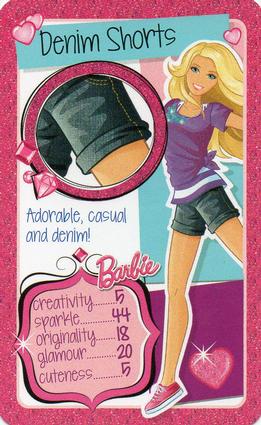 Denim Shorts
Adorable, casual
and denim!
Barbie
creativity......5
sparkle.........44
originality......18
glamour.........20
cuteness.......5